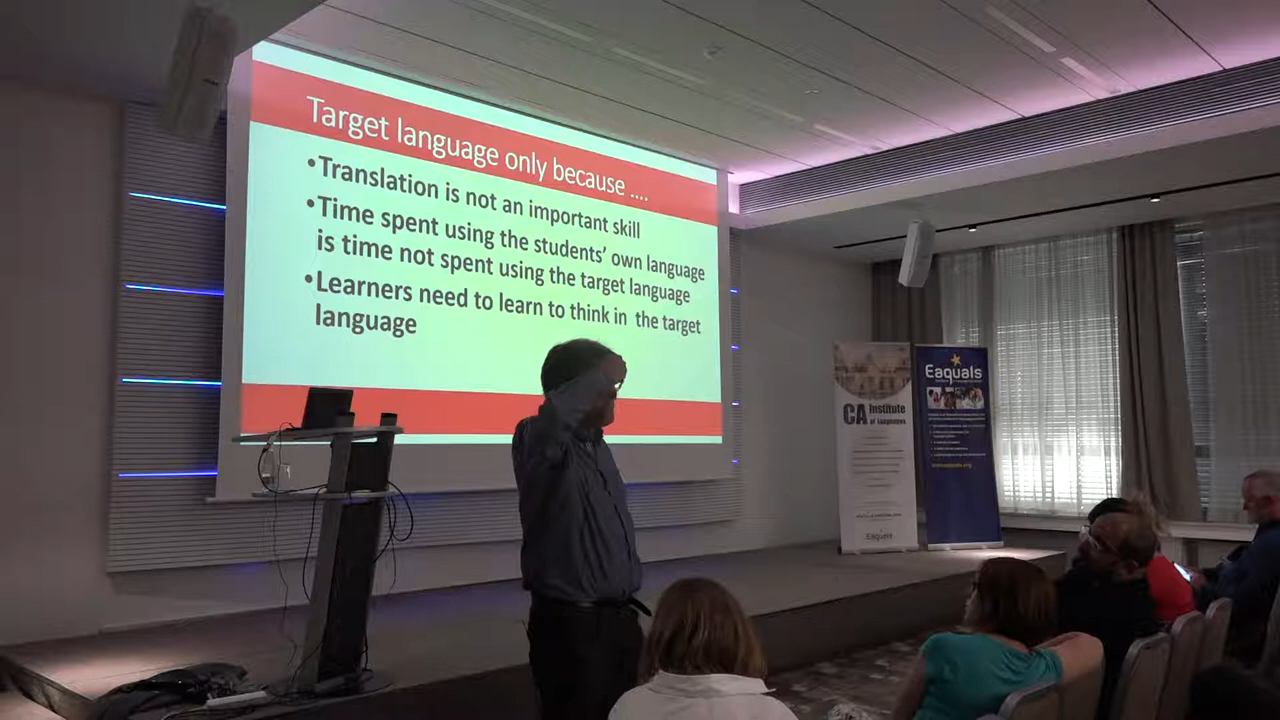 Target language only because ....
•Translation is not an important skill
•Time spent using the students' own language
is time not spent using the target language
•Learners need to learn to think in the target
language
CA Institute
of Languages
Eaquals
Eaquals